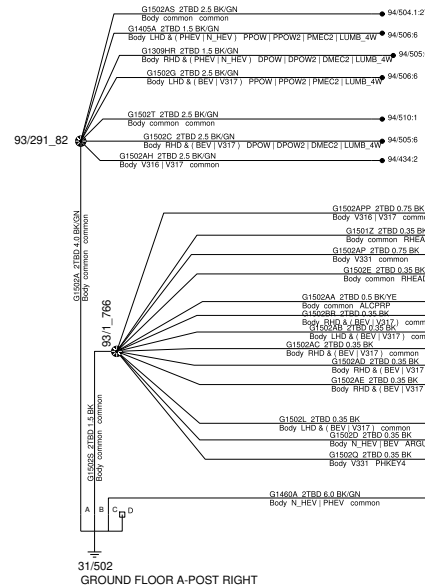 G1502AS 2TBD 2.5 BK/GN
Body common common
94/504.1:2
G1405A 2TBD 1.5 BK/GN
Body LHD & ( PHEV | N_HEV ) PPOW | PPOW2 | PMEC2 | LUMB_4W
94/506:6
G1309HR 2TBD 1.5 BK/GN
Body RHD & ( PHEV | N_HEV ) DPOW | DPOW2 | PMEC2 | LUMB_4W
94/505:
G1502G 2TBD 2.5 BK/GN
Body LHD & ( BEV | V317 ) PPOW | PPOW2 | PMEC2 | LUMB_4W
94/506:6
G1502T 2TBD 2.5 BK/GN
Body common common
94/510:1
G1502C 2TBD 2.5 BK/GN
Body RHD & ( BEV | V317 ) DPOW | DPOW2 | PMEC2 | LUMB_4W
94/505:6
93/291_82
G1502AH 2TBD 2.5 BK/GN
Body V316 | V317 common
94/434:2
G1502A 2TBD 4.0 BK/GN
Body common common
G1502APP 2TBD 0.75 BK
Body V316 | V317 comm
G1501Z 2TBD 0.35 BK
Body common RHEA
G1502AP 2TBD 0.75 BK
Body V331 common
G1502E 2TBD 0.35 BK
Body common RHEAD
G1502AA 2TBD 0.5 BK/YE
Body common ALCPRP
G1502BR 2TBD 0.35 BK
Body RHD & ( BEV | V317 ) comm
G1502AB 2TBD 0.35 BK
Body LHD & ( BEV | V317 ) com
G1502AC 2TBD 0.35 BK
Body RHD & ( BEV | V317 ) common
G1502AD 2TBD 0.35 BK
Body RHD & ( BEV | V317
G1502AE 2TBD 0.35 BK
Body RHD & ( BEV | V317
93/1_766
G1502S 2TBD 1.5 BK
Body common common
G1502L 2TBD 0.35 BK
Body LHD & ( BEV | V317 ) common
G1502D 2TBD 0.35 BK
Body N_HEV | BEV ARGU
G1502Q 2TBD 0.35 BK
Body V331 PHKEY4
G1460A 2TBD 6.0 BK/GN
Body N_HEV | PHEV common
A B C D
31/502
GROUND FLOOR A-POST RIGHT